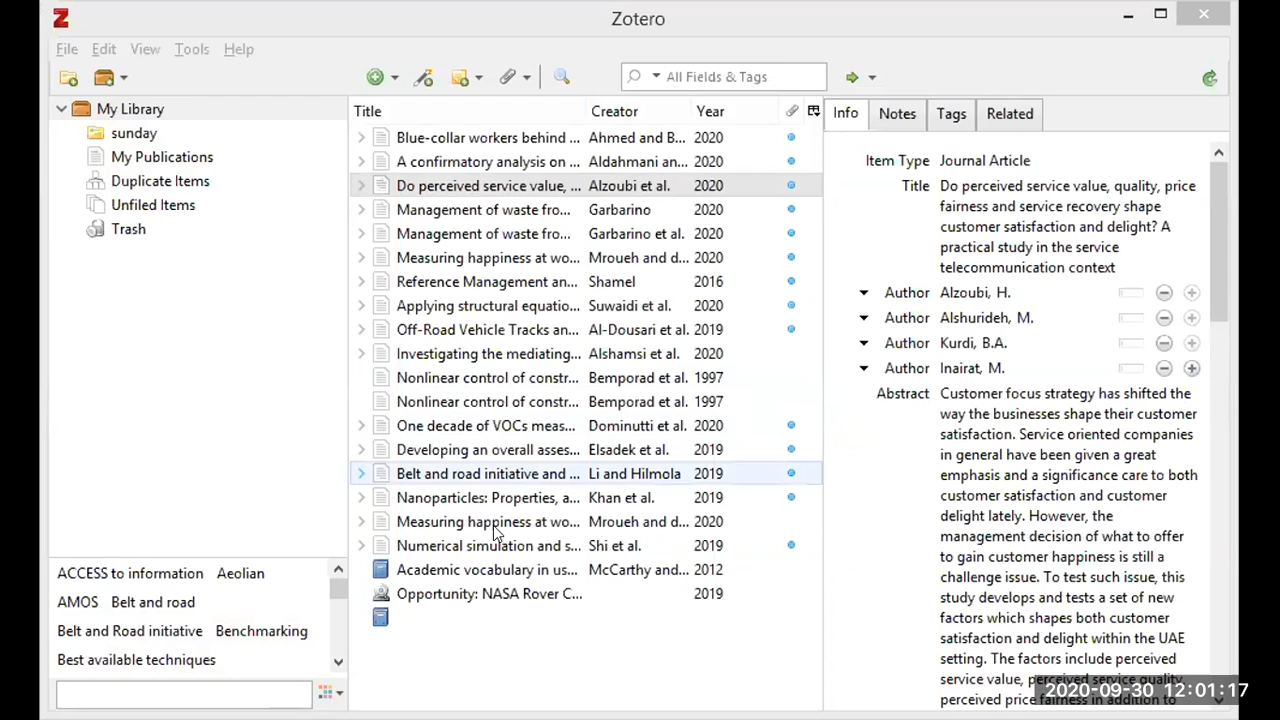 Zotero
File Edit View Tools Help
All Fields & Tags
My Library
sunday
My Publications
Duplicate Items
Unfiled Items
Trash
ACCESS to information Aeolian
AMOS Belt and road
Belt and Road initiative Benchmarking
Best available techniques
Title Creator Year
Blue-collar workers behind ... Ahmed and B... 2020
A confirmatory analysis on ... Aldahmani an... 2020
Do perceived service value, ... Alzoubi et al. 2020
Management of waste fro... Garbarino 2020
Management of waste fro... Garbarino et al. 2020
Measuring happiness at wo... Mroueh and d... 2020
Reference Management an... Shamel 2016
Applying structural equatio... Suwaidi et al. 2020
Off-Road Vehicle Tracks an... Al-Dousari et al. 2019
Investigating the mediating... Alshamsi et al. 2020
Nonlinear control of constr... Bemporad et al. 1997
Nonlinear control of constr... Bemporad et al. 1997
One decade of VOCs meas... Dominutti et al. 2020
Developing an overall asses... Elsadek et al. 2019
Belt and road initiative and ... Li and Hilmola 2019
Nanoparticles: Properties, a... Khan et al. 2019
Measuring happiness at wo... Mroueh and d... 2020
Numerical simulation and s... Shi et al. 2019
Academic vocabulary in us... McCarthy and... 2012
Opportunity: NASA Rover C... 2019
Info Notes Tags Related
Item Type Journal Article
Title Do perceived service value, quality, price
fairness and service recovery shape
customer satisfaction and delight? A
practical study in the service
telecommunication context
Author Alzoubi, H.
Author Alshurideh, M.
Author Kurdi, B.A.
Author Inairat, M.
Abstract Customer focus strategy has shifted the
way the businesses shape their customer
satisfaction. Service oriented companies
in general have been given a great
emphasis and a significance care to both
customer satisfaction and customer
delight lately. However, the
management decision of what to offer
to gain customer happiness is still a
challenge issue. To test such issue, this
study develops and tests a set of new
factors which shapes both customer
satisfaction and delight within the UAE
setting. The factors include perceived
service value, perceived service quality,
perceived price fairness in addition to
2020-09-30 12:01:17